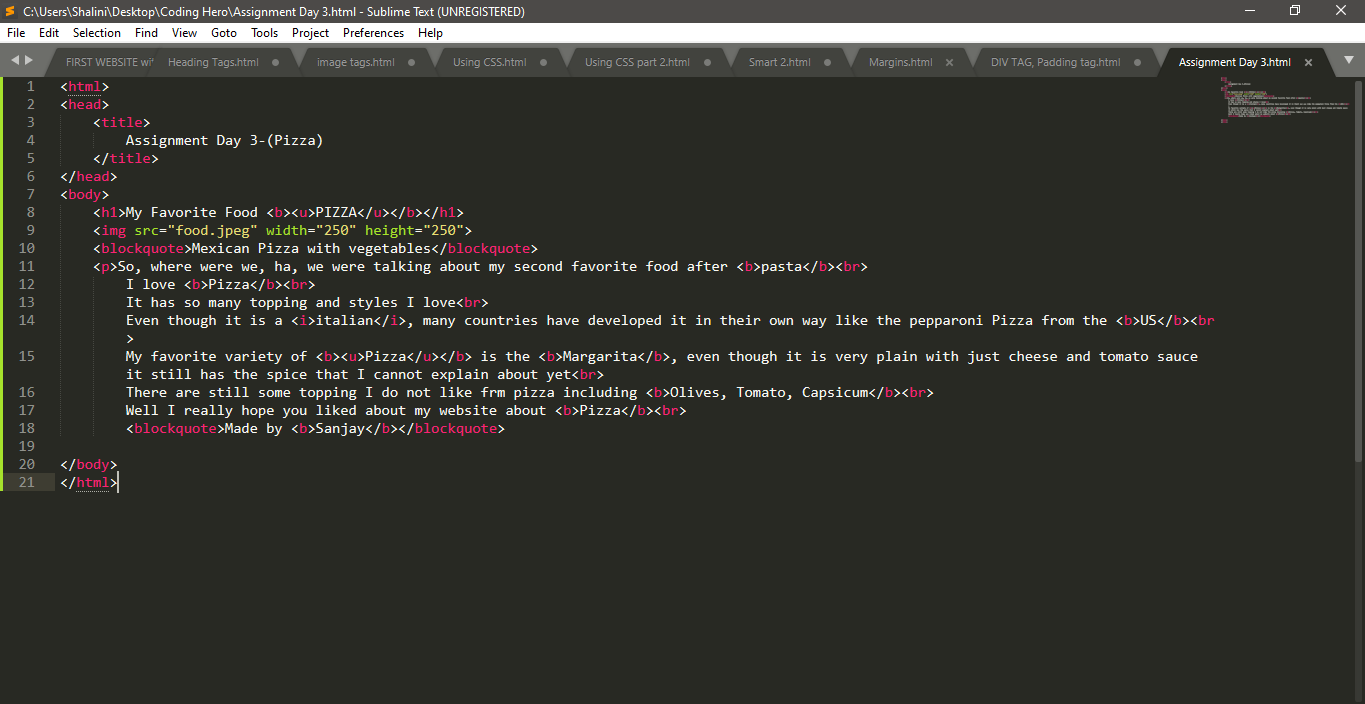 C:\Users\Shalini\Desktop\Coding Hero\Assignment Day 3.html - Sublime Text (UNREGISTERED)
File Edit Selection Find View Goto Tools Project Preferences Help
FIRST WEBSITE wi Heading Tags.html image tags.html Using CSS.html Using CSS part 2.html Smart 2.html Margins.html DIV TAG, Padding tag.html Assignment Day 3.html
1 <html>
2 <head>
3 <title>
4 Assignment Day 3-(Pizza)
5 </title>
6 </head>
7 <body>
8 <h1>My Favorite Food <b><u>PIZZA</u></b></h1>
9 <img src="food.jpeg" width="250" height="250">
10 <blockquote>Mexican Pizza with vegetables</blockquote>
11 <p>So, where were we, ha, we were talking about my second favorite food after <b>pasta</b><br>
12 I love <b>Pizza</b><br>
13 It has so many topping and styles I love<br>
14 Even though it is a <i>italian</i>, many countries have developed it in their own way like the pepparoni Pizza from the <b>US</b><br
>
15 My favorite variety of <b><u>Pizza</u></b> is the <b>Margarita</b>, even though it is very plain with just cheese and tomato sauce
it still has the spice that I cannot explain about yet<br>
16 There are still some topping I do not like frm pizza including <b>Olives, Tomato, Capsicum</b><br>
17 Well I really hope you liked about my website about <b>Pizza</b><br>
18 <blockquote>Made by <b>Sanjay</b></blockquote>
19
20 </body>
21 </html>